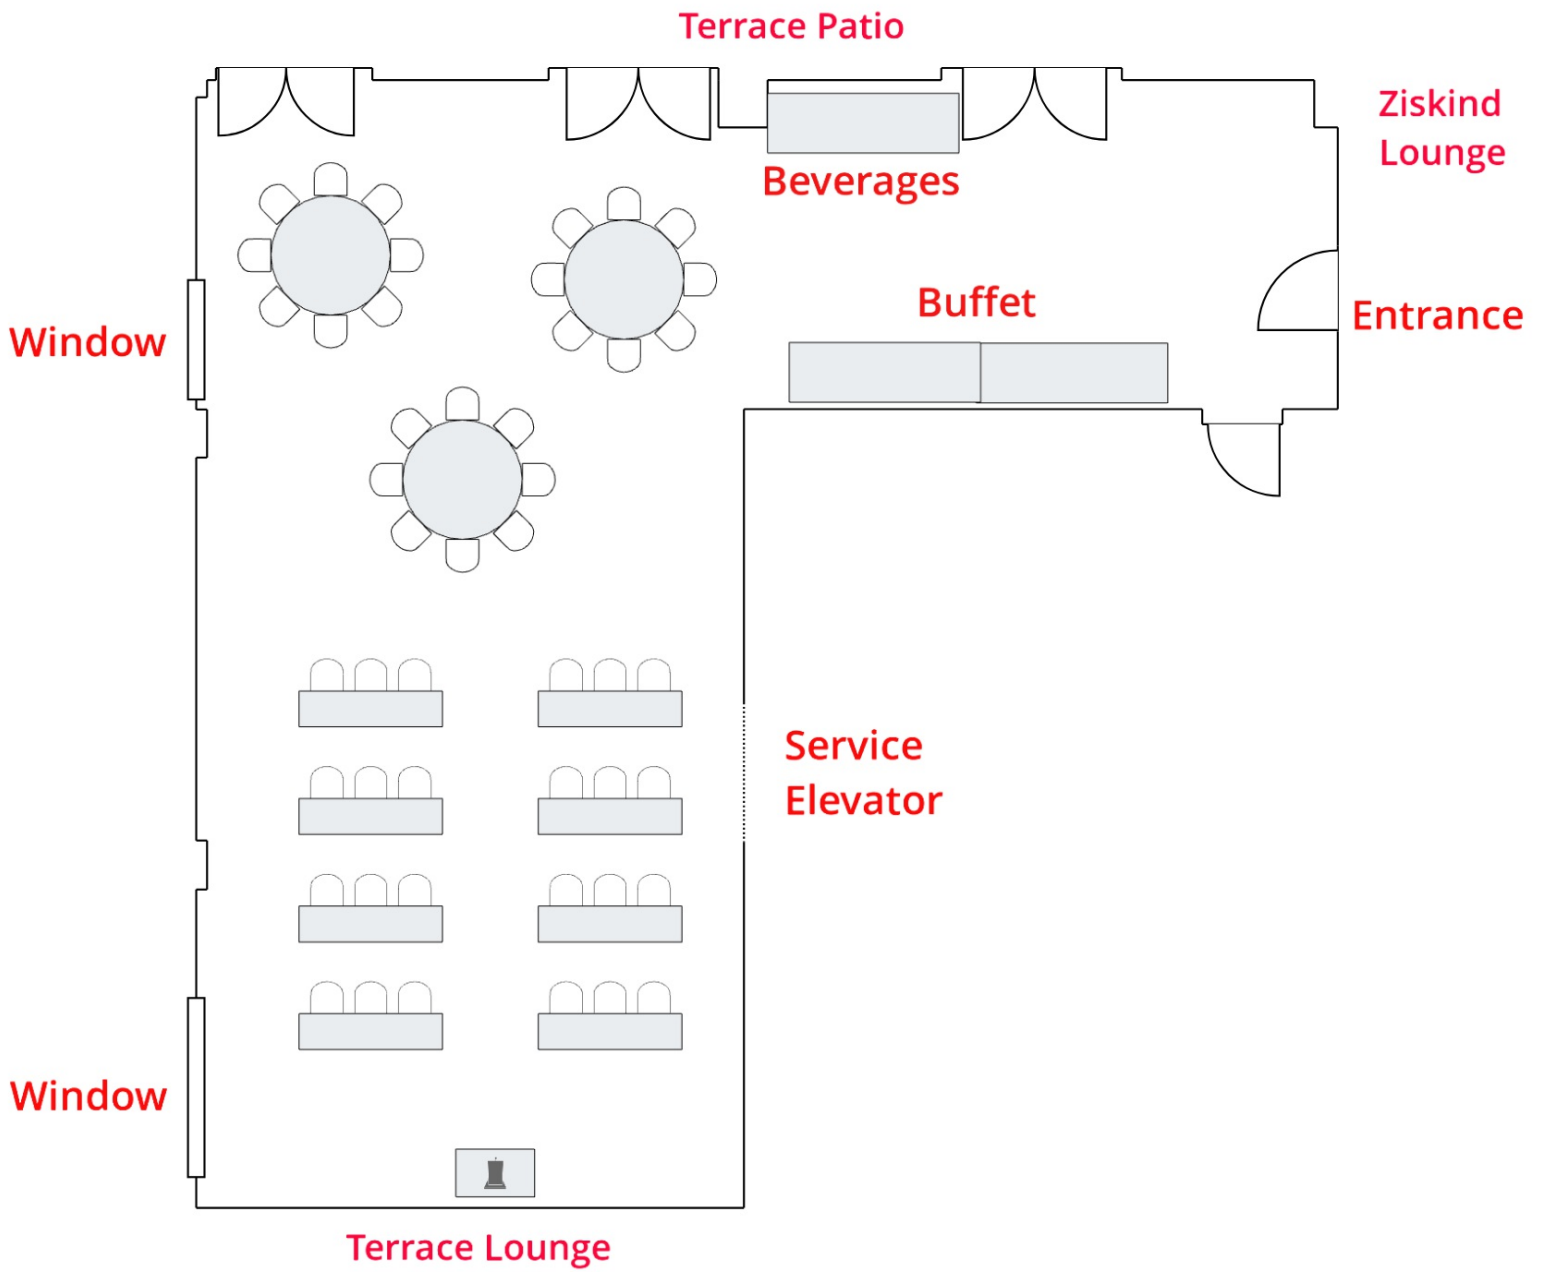 Terrace Patio
Ziskind
Lounge
Beverages
Buffet
Entrance
Window
Service
Elevator
Window
Terrace Lounge